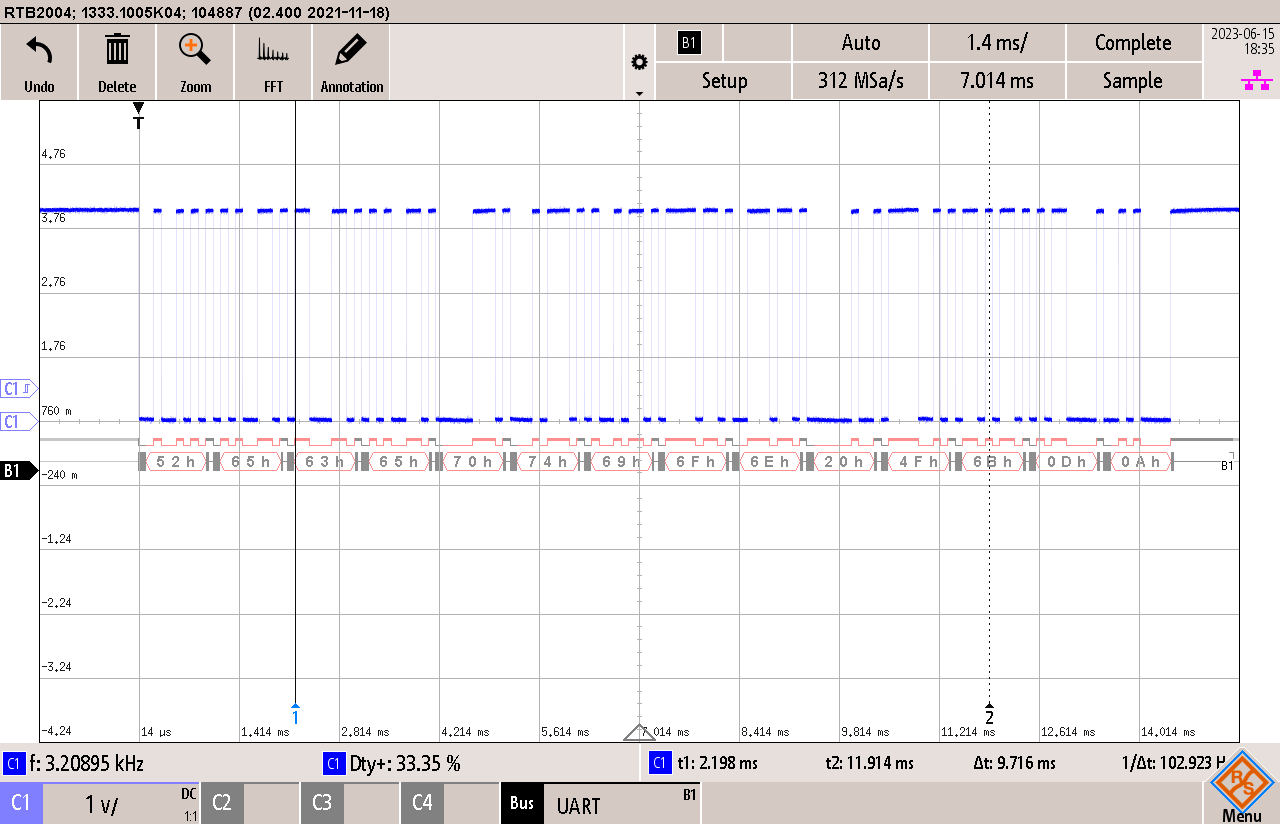 RTB2004; 1333.1005K04; 104887 (02.400 2021-11-18)
Undo Delete Zoom FFT Annotation
B1 Auto 1.4 ms/ Complete 2023-06-15
18:35
Setup 312 MSa/s 7.014 ms Sample
T
4.76
3.76
2.76
1.76
C1
760 m
C1
52h 65h 63h 65h 70h 74h 69h 6Fh 6Eh 20h 4Fh 6Bh 0Dh 0Ah
B1 B1
-240 m
-1.24
-2.24
-3.24
1 2
-4.24 14 µs 1.414 ms 2.814 ms 4.214 ms 5.614 ms 7.014 ms 8.414 ms 9.814 ms 11.214 ms 12.614 ms 14.014 ms
C1 f: 3.20895 kHz C1 Dty+: 33.35 % C1 t1: 2.198 ms t2: 11.914 ms Δt: 9.716 ms 1/Δt: 102.923
C1 1 V/ DC 1:1 C2 C3 C4 Bus UART B1 R&S
Menu